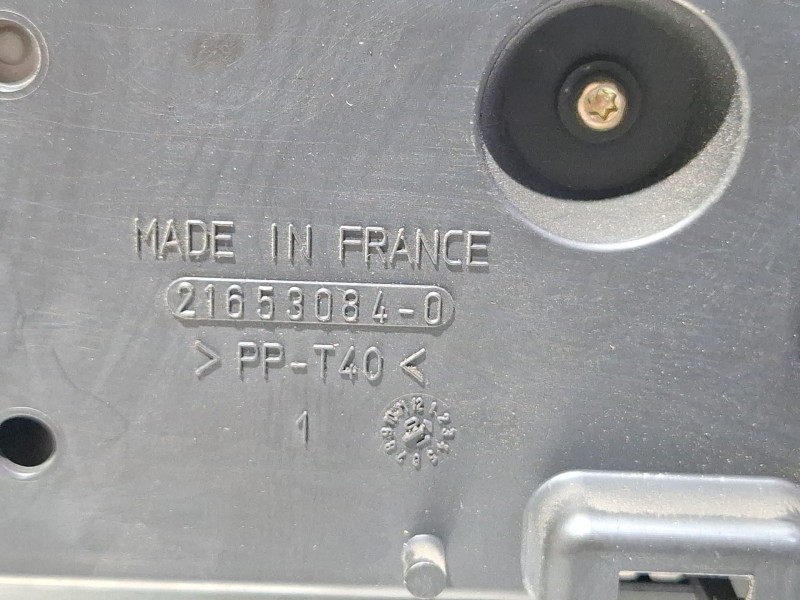 MADE IN FRANCE
21653084-0
> PP-T40 <
1